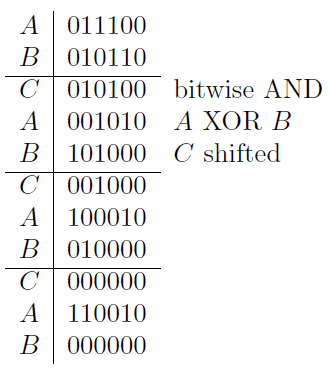 A 011100
B 010110
C 010100 bitwise AND
A 001010 A XOR B
B 101000 C shifted
C 001000
A 100010
B 010000
C 000000
A 110010
B 000000